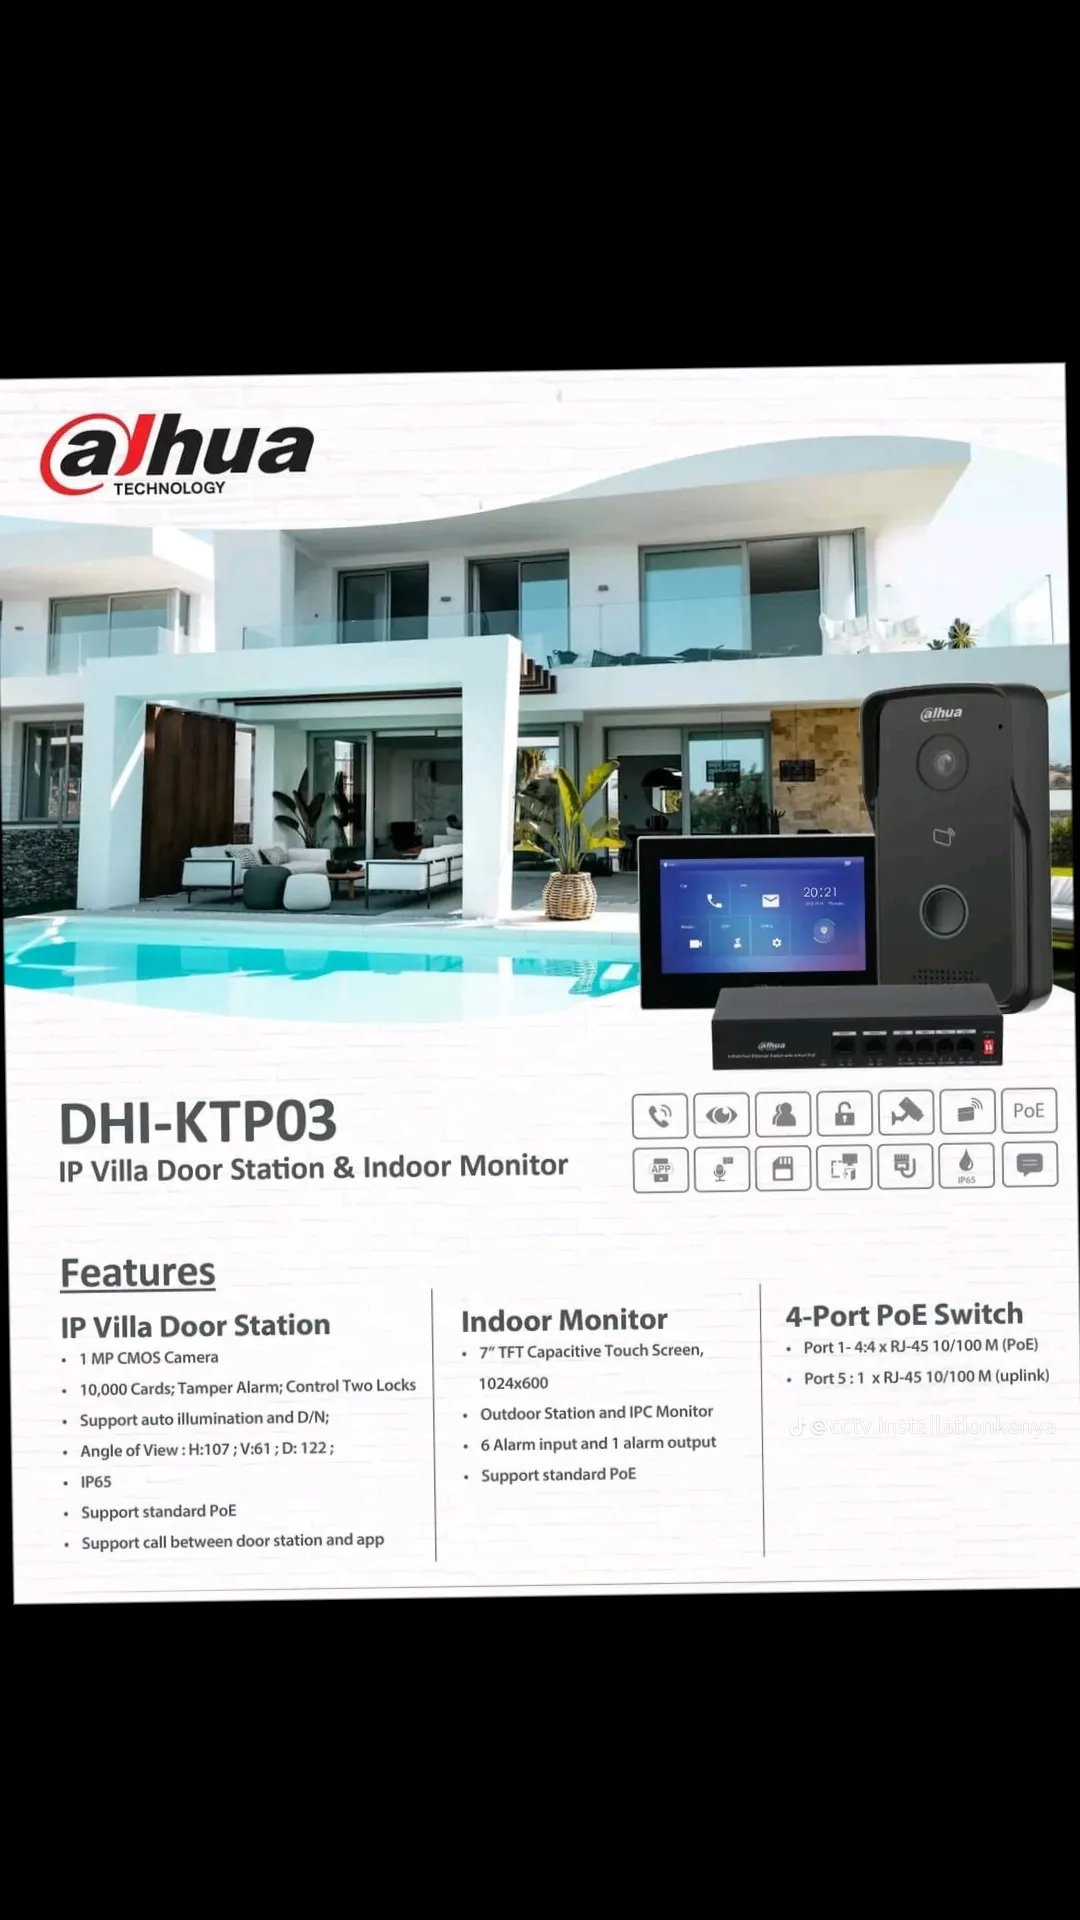 alhua
TECHNOLOGY
alhua
20:21
alhua
DHI-KTP03
IP Villa Door Station & Indoor Monitor
PoE
APP
IP65
Features
IP Villa Door Station
• 1 MP CMOS Camera
• 10,000 Cards; Tamper Alarm; Control Two Locks
• Support auto illumination and D/N;
• Angle of View : H:107 ; V:61 ; D: 122 ;
• IP65
• Support standard PoE
• Support call between door station and app
Indoor Monitor
• 7” TFT Capacitive Touch Screen,
1024x600
• Outdoor Station and IPC Monitor
• 6 Alarm input and 1 alarm output
• Support standard PoE
4-Port PoE Switch
• Port 1- 4:4 x RJ-45 10/100 M (PoE)
• Port 5 : 1 x RJ-45 10/100 M (uplink)
@cctv.installationkenya